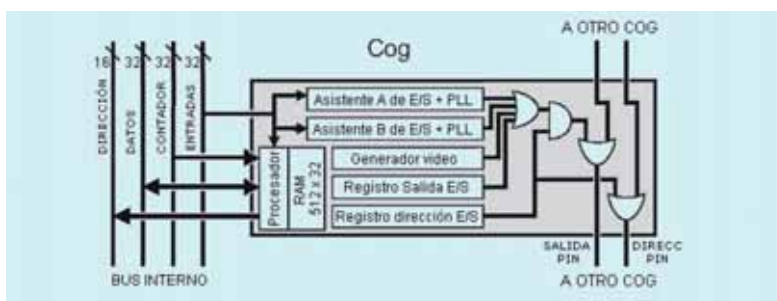 A OTRO COG
Cog
16 32 32 32
DIRECCIÓN
DATOS
CONTADOR
ENTRADAS
Asistente A de E/S + PLL
Asistente B de E/S + PLL
Procesador
RAM
512 x 32
Generador video
Registro Salida E/S
Registro dirección E/S
SALIDA
PIN
DIRECC
PIN
BUS INTERNO
A OTRO COG